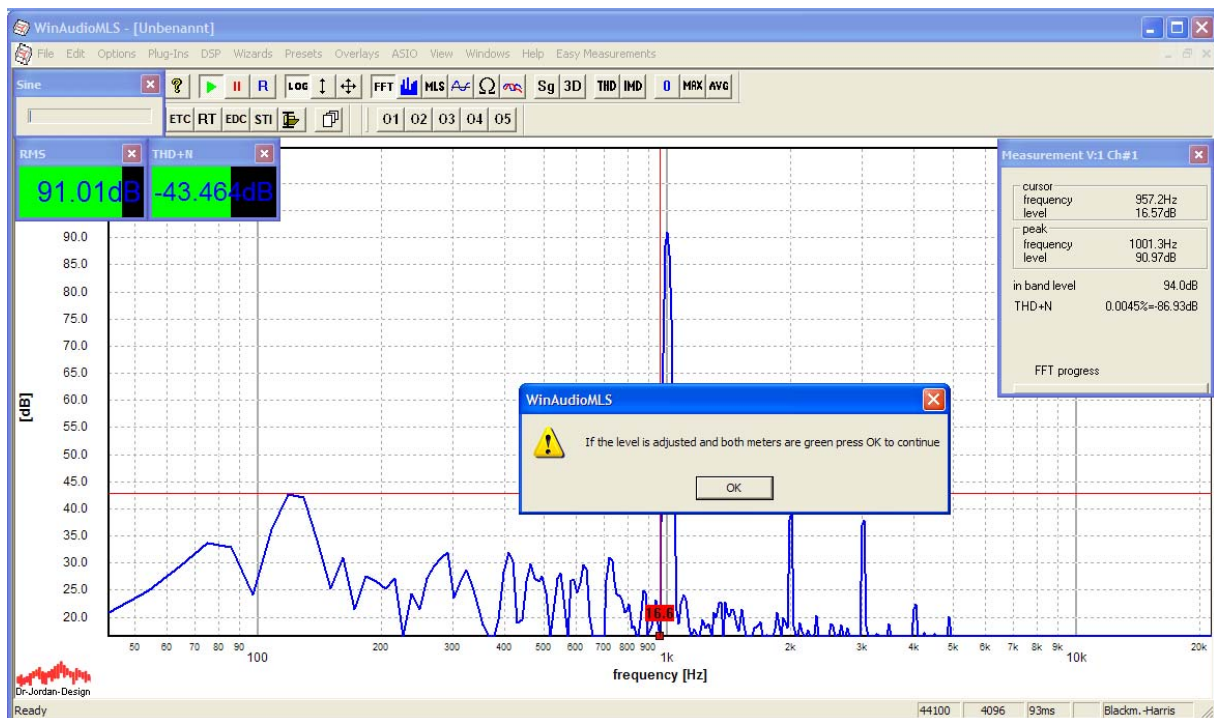 WinAudioMLS - [Unbenannt]
File Edit Options Plug-Ins DSP Wizards Presets Overlays ASIO View Windows Help Easy Measurements
Sine
? R LOG FFT MLS Ω Sg 3D THD IMD 0 MAX AVG
ETC RT EDC STI 01 02 03 04 05
RMS
91.01dB
THD+N
-43.464dB
Measurement V:1 Ch#1
cursor
frequency 957.2Hz
level 16.57dB
peak
frequency 1001.3Hz
level 90.97dB
in band level 94.0dB
THD+N 0.0045%=-86.93dB
FFT progress
90.0
85.0
80.0
75.0
70.0
65.0
60.0
55.0
50.0
45.0
40.0
35.0
30.0
25.0
20.0
[dB]
WinAudioMLS
If the level is adjusted and both meters are green press OK to continue
OK
16.6
50 60 70 80 90 100 200 300 400 500 600 700 800 900 1k 2k 3k 4k 5k 6k 7k 8k 9k 10k 20k
frequency [Hz]
Dr-Jordan-Design
Ready 44100 4096 93ms Blackm.-Harris